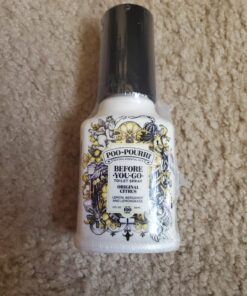 POO-POURRI
BEFORE
·YOU·GO·
TOILET SPRAY
ORIGINAL
CITRUS
LEMON, BERGAMOT
AND LEMONGRASS